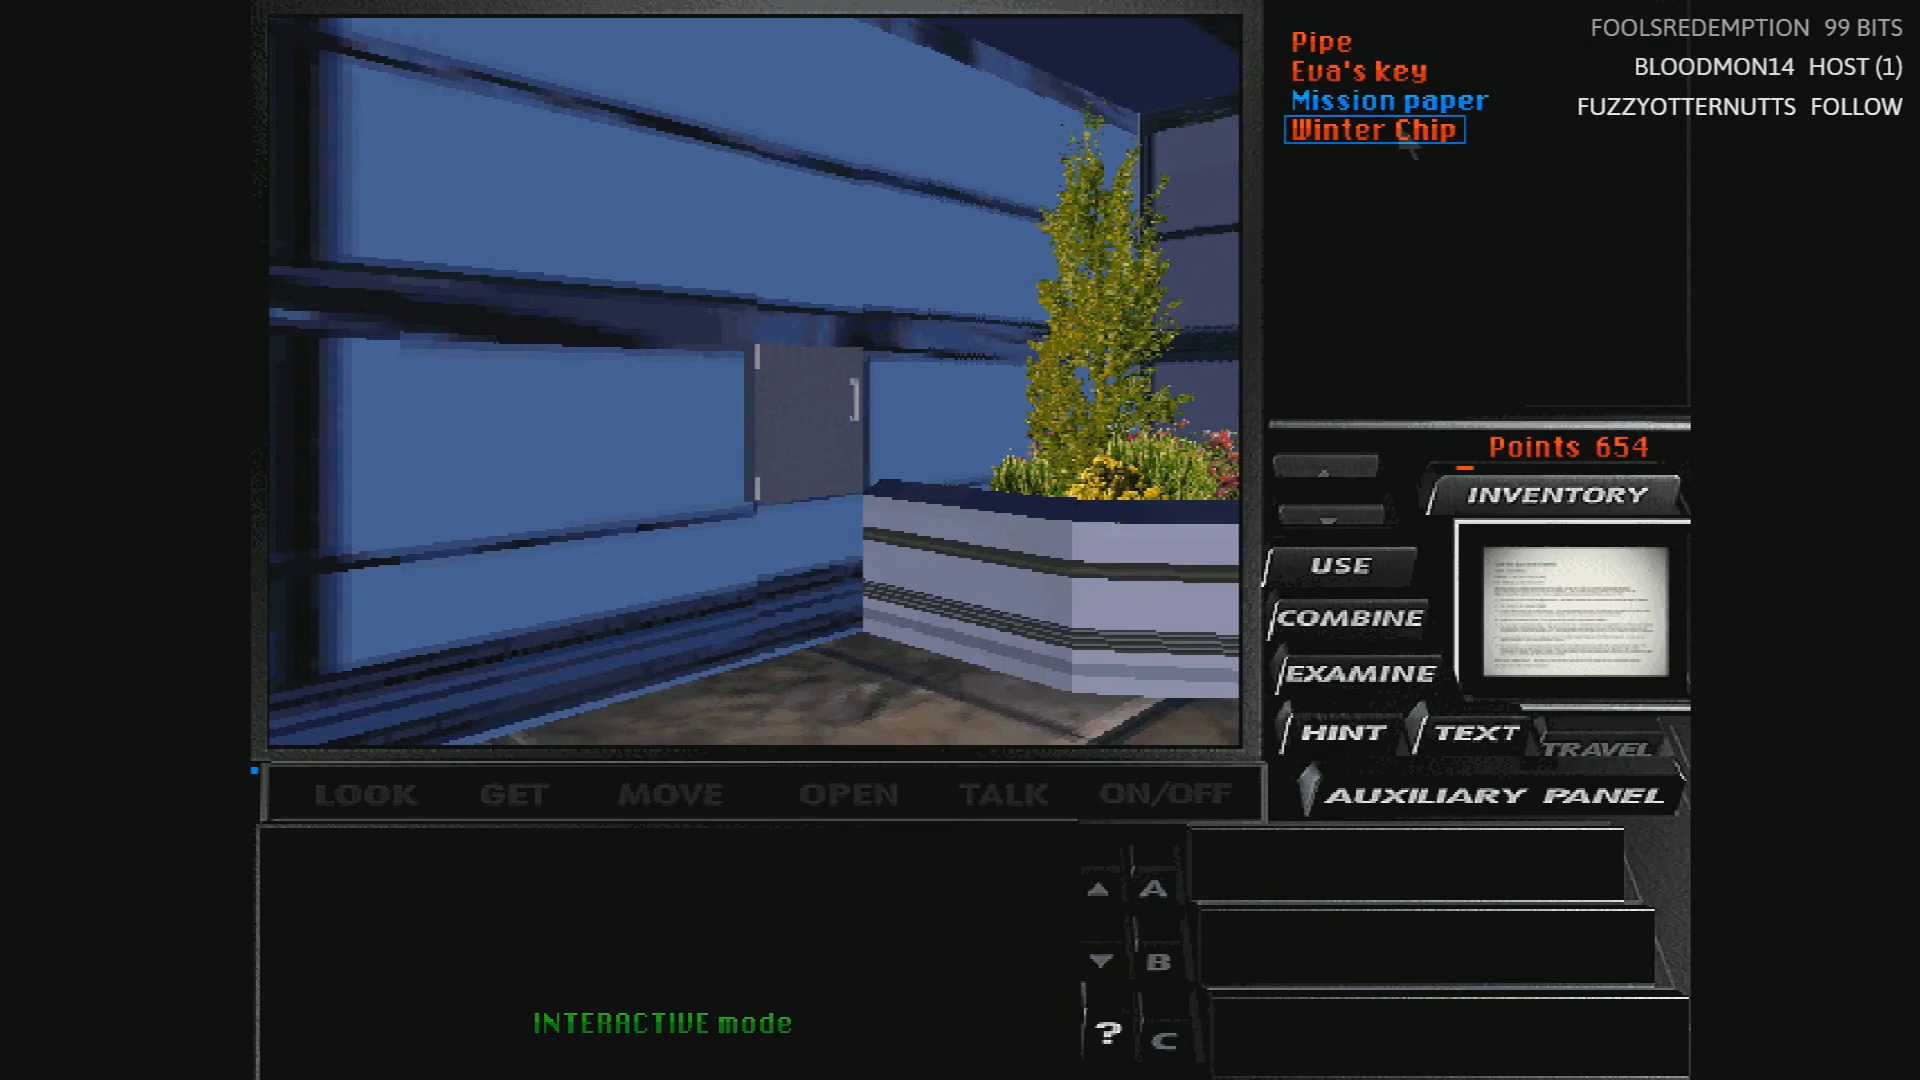 Pipe
Eva's key
Mission paper
Winter Chip
FOOLSREDEMPTION 99 BITS
BLOODMON14 HOST (1)
FUZZYOTTERNUTTS FOLLOW
Points 654
INVENTORY
USE
COMBINE
EXAMINE
HINT TEXT TRAVEL
AUXILIARY PANEL
LOOK GET MOVE OPEN TALK ON/OFF
A
B
? C
INTERACTIVE mode